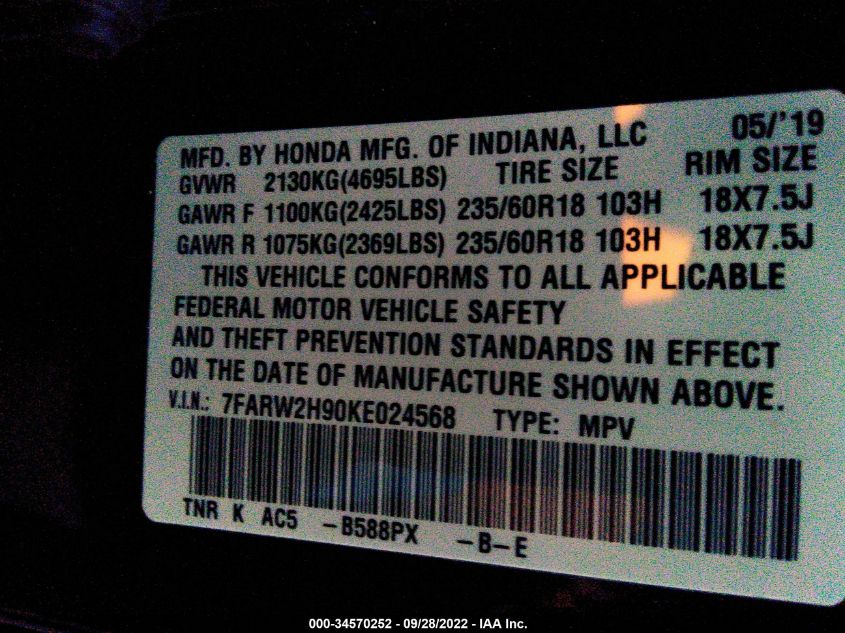 05/'19
MFD. BY HONDA MFG. OF INDIANA, LLC
GVWR 2130KG(4695LBS) TIRE SIZE RIM SIZE
GAWR F 1100KG(2425LBS) 235/60R18 103H 18X7.5J
GAWR R 1075KG(2369LBS) 235/60R18 103H 18X7.5J
THIS VEHICLE CONFORMS TO ALL APPLICABLE
FEDERAL MOTOR VEHICLE SAFETY
AND THEFT PREVENTION STANDARDS IN EFFECT
ON THE DATE OF MANUFACTURE SHOWN ABOVE.
V.I.N.: 7FARW2H90KE024568 TYPE: MPV
TNR K AC5 -B588PX -B-E
000-34570252 - 09/28/2022 - IAA Inc.